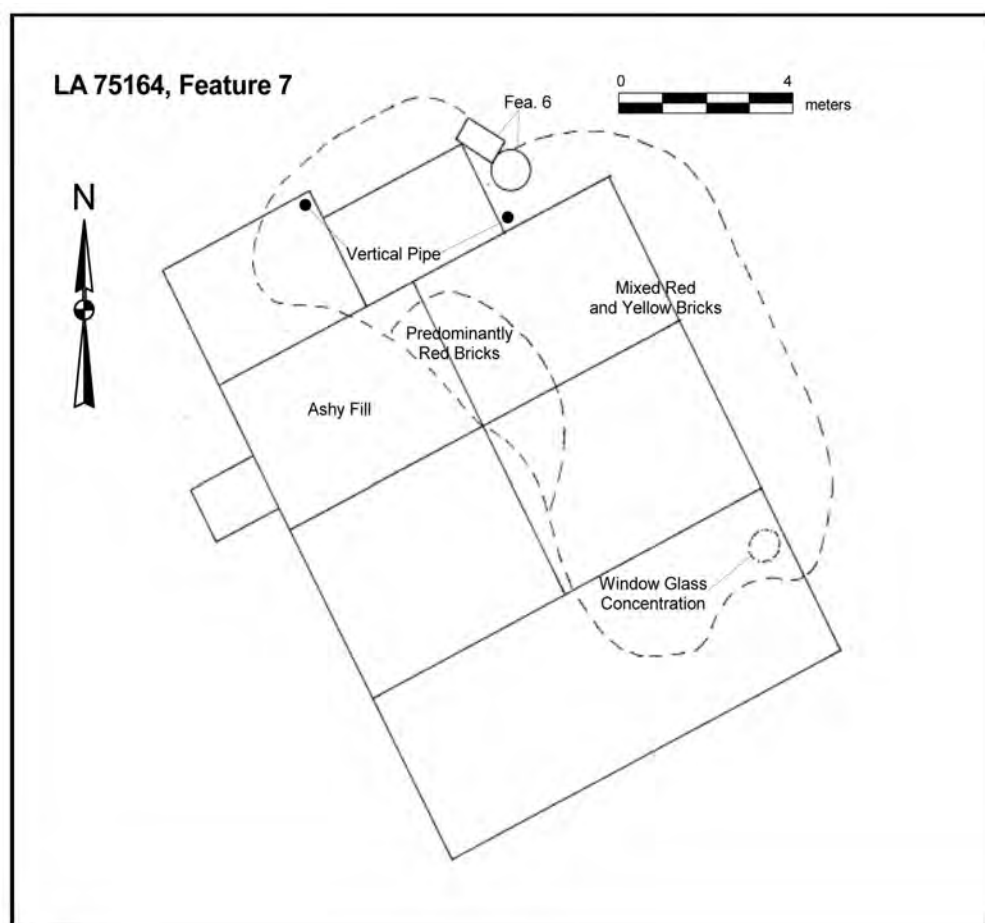 LA 75164, Feature 7
0 4
meters
Fea. 6
N
Vertical Pipe
Mixed Red
and Yellow Bricks
Predominantly
Red Bricks
Ashy Fill
Window Glass
Concentration